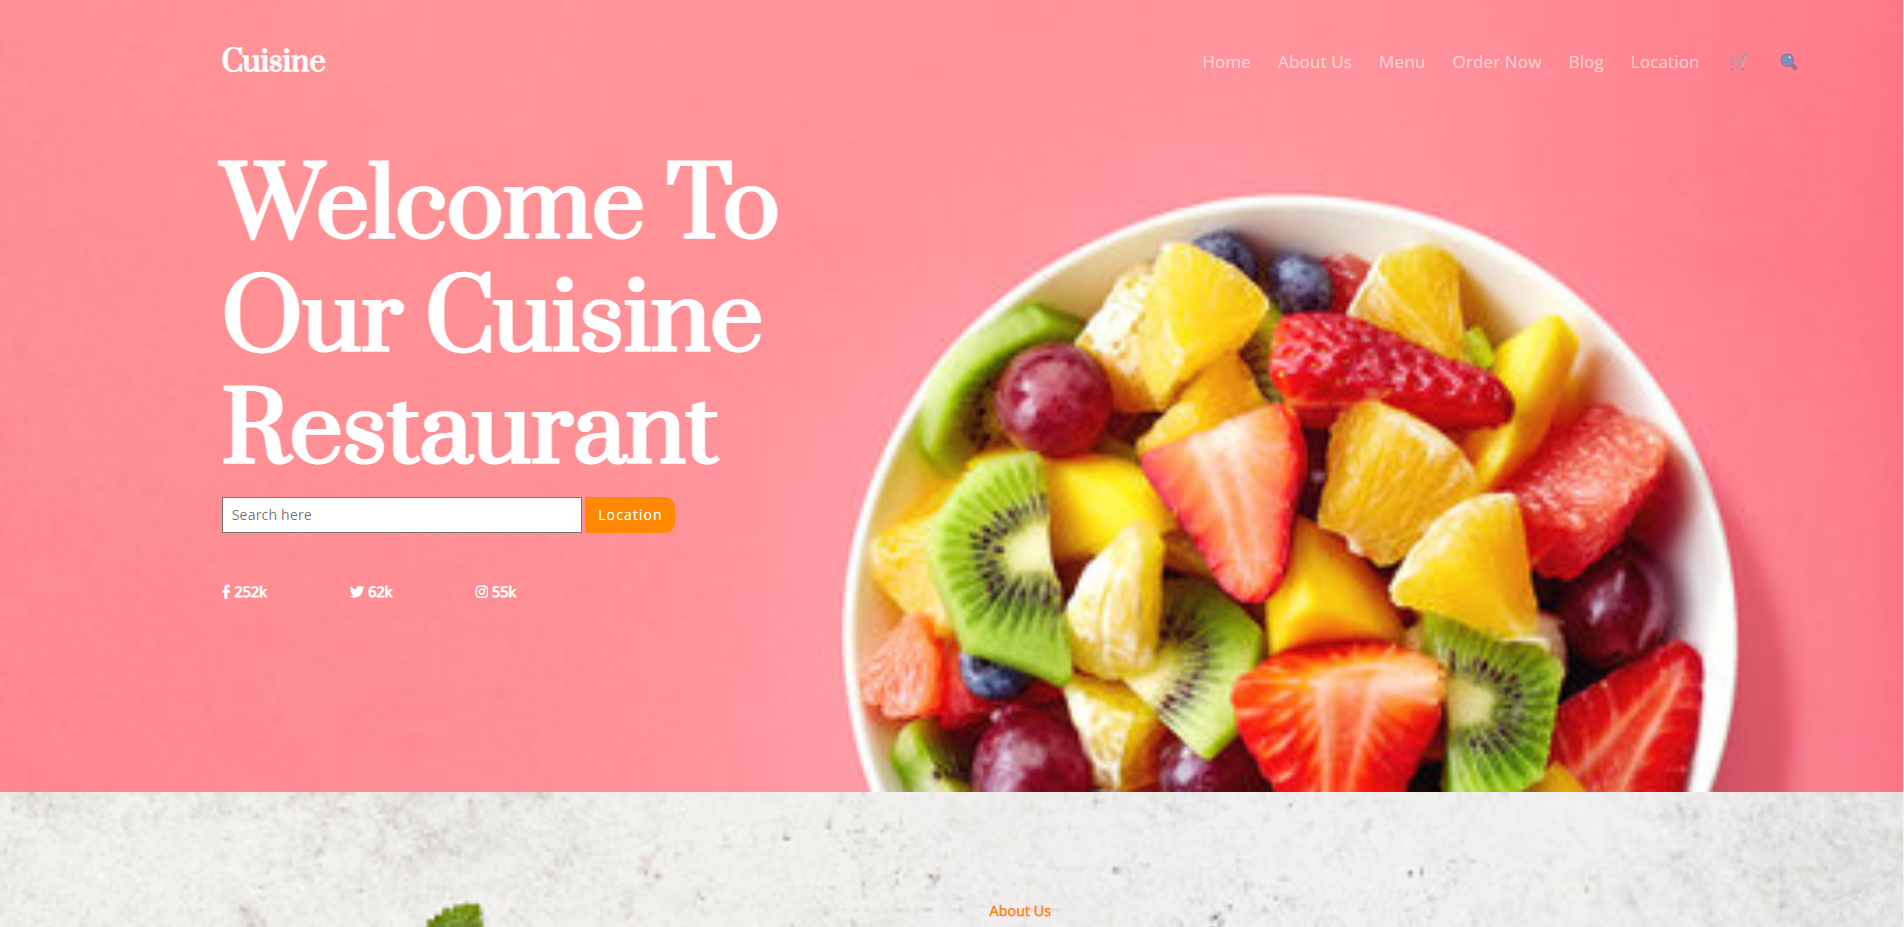 Cuisine
Home About Us Menu Order Now Blog Location
Welcome To
Our Cuisine
Restaurant
Search here Location
252k 62k 55k
About Us